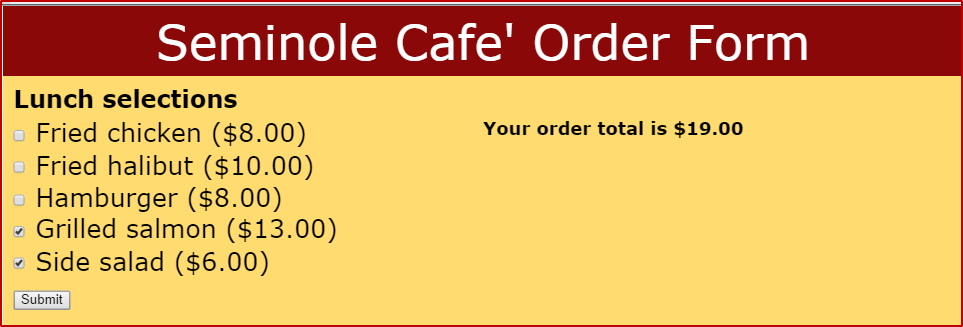 Seminole Cafe' Order Form
Lunch selections
Fried chicken ($8.00)
Fried halibut ($10.00)
Hamburger ($8.00)
Grilled salmon ($13.00)
Side salad ($6.00)
Submit
Your order total is $19.00